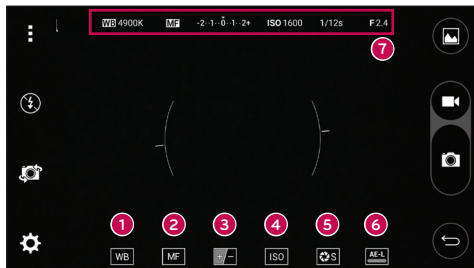 WB 4900K MF -2··1··0··1··2+ ISO 1600 1/12s F 2.4
7
1 2 3 4 5 6
WB MF +/- ISO S AE-L